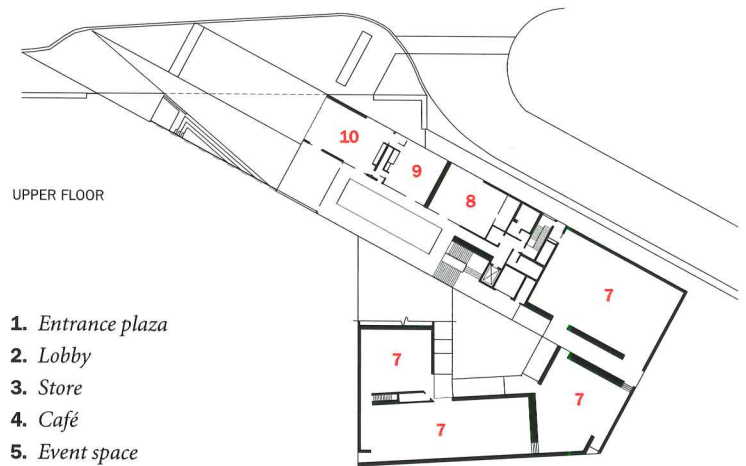 10
9
8
UPPER FLOOR
7
1. Entrance plaza
2. Lobby
7
3. Store
7
4. Café
7
5. Event space